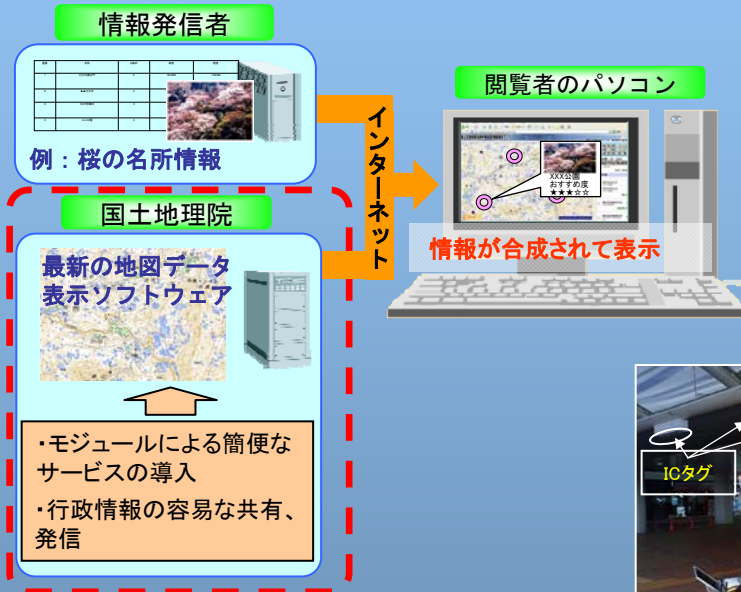 情報発信者
例：桜の名所情報
国土地理院
最新の地図データ
表示ソフトウェア
・モジュールによる簡便な
サービスの導入
・行政情報の容易な共有、
発信
インターネット
閲覧者のパソコン
XXX公園
おすすめ度
★★★☆☆
情報が合成されて表示
ICタグ